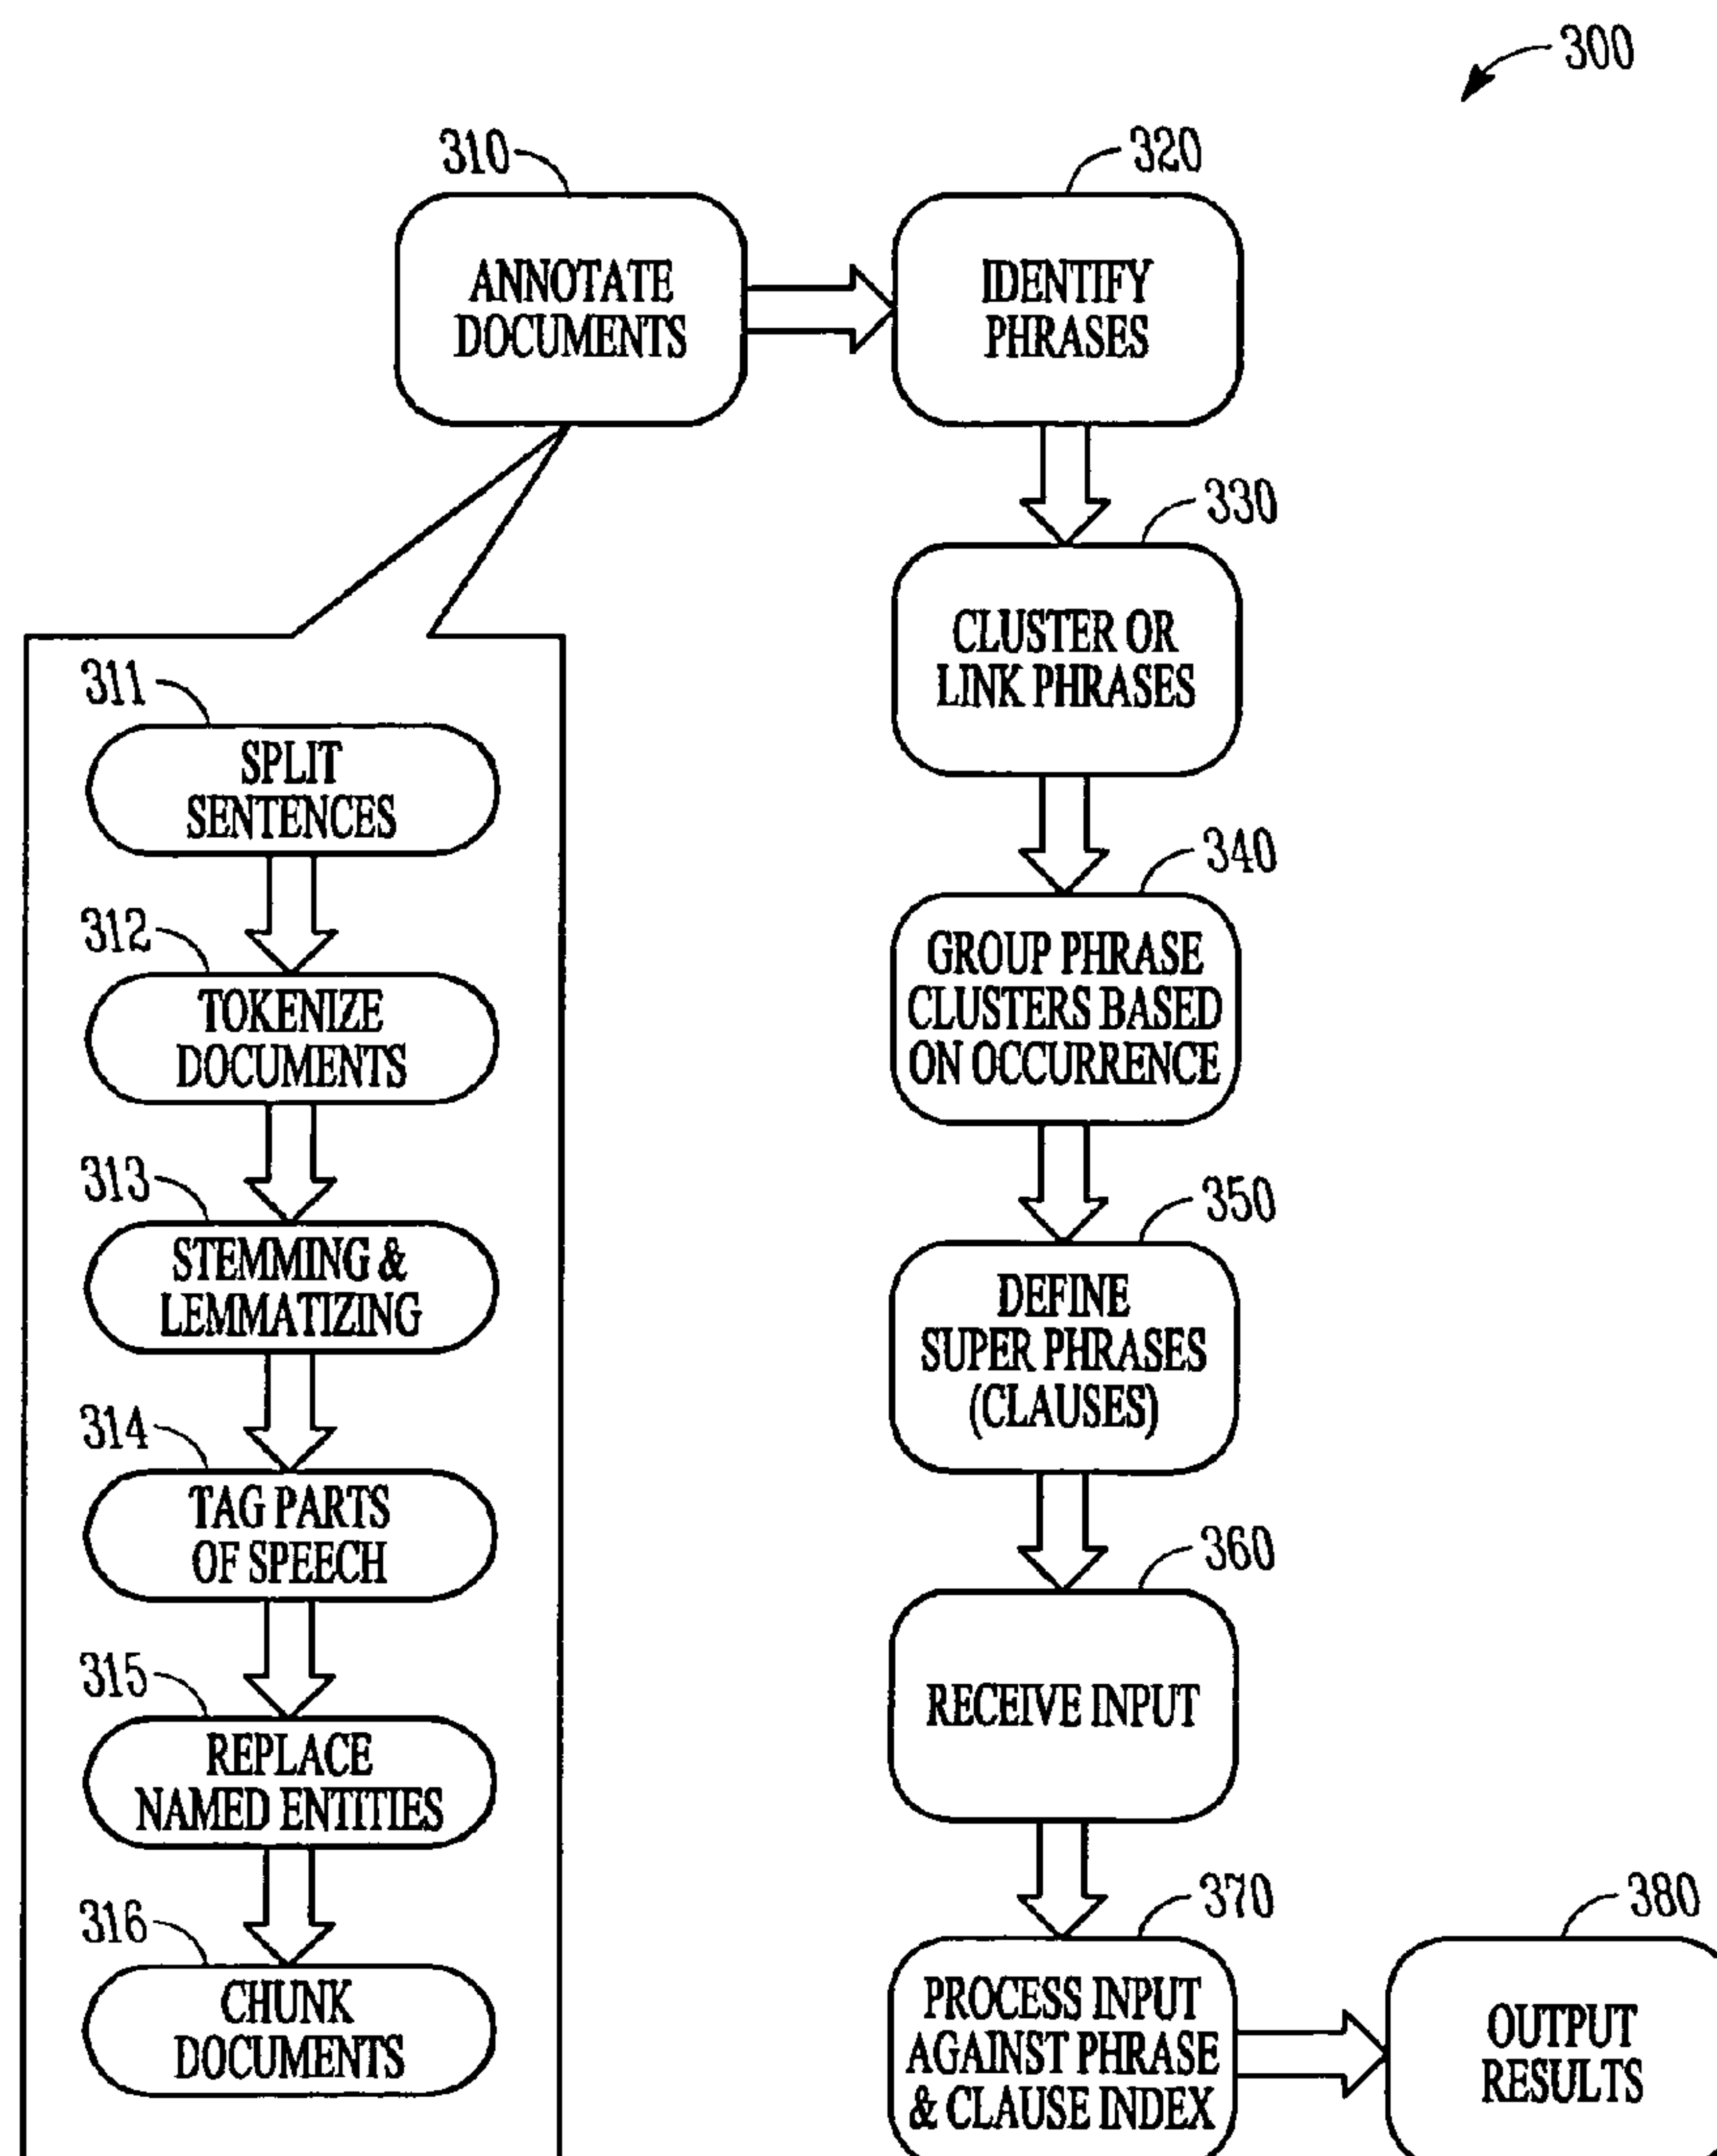 300
310
ANNOTATE
DOCUMENTS
320
IDENTIFY
PHRASES
330
CLUSTER OR
LINK PHRASES
340
GROUP PHRASE
CLUSTERS BASED
ON OCCURRENCE
350
DEFINE
SUPER PHRASES
(CLAUSES)
360
RECEIVE INPUT
370
PROCESS INPUT
AGAINST PHRASE
& CLAUSE INDEX
380
OUTPUT
RESULTS
311
SPLIT
SENTENCES
312
TOKENIZE
DOCUMENTS
313
STEMMING &
LEMMATIZING
314
TAG PARTS
OF SPEECH
315
REPLACE
NAMED ENTITIES
316
CHUNK
DOCUMENTS